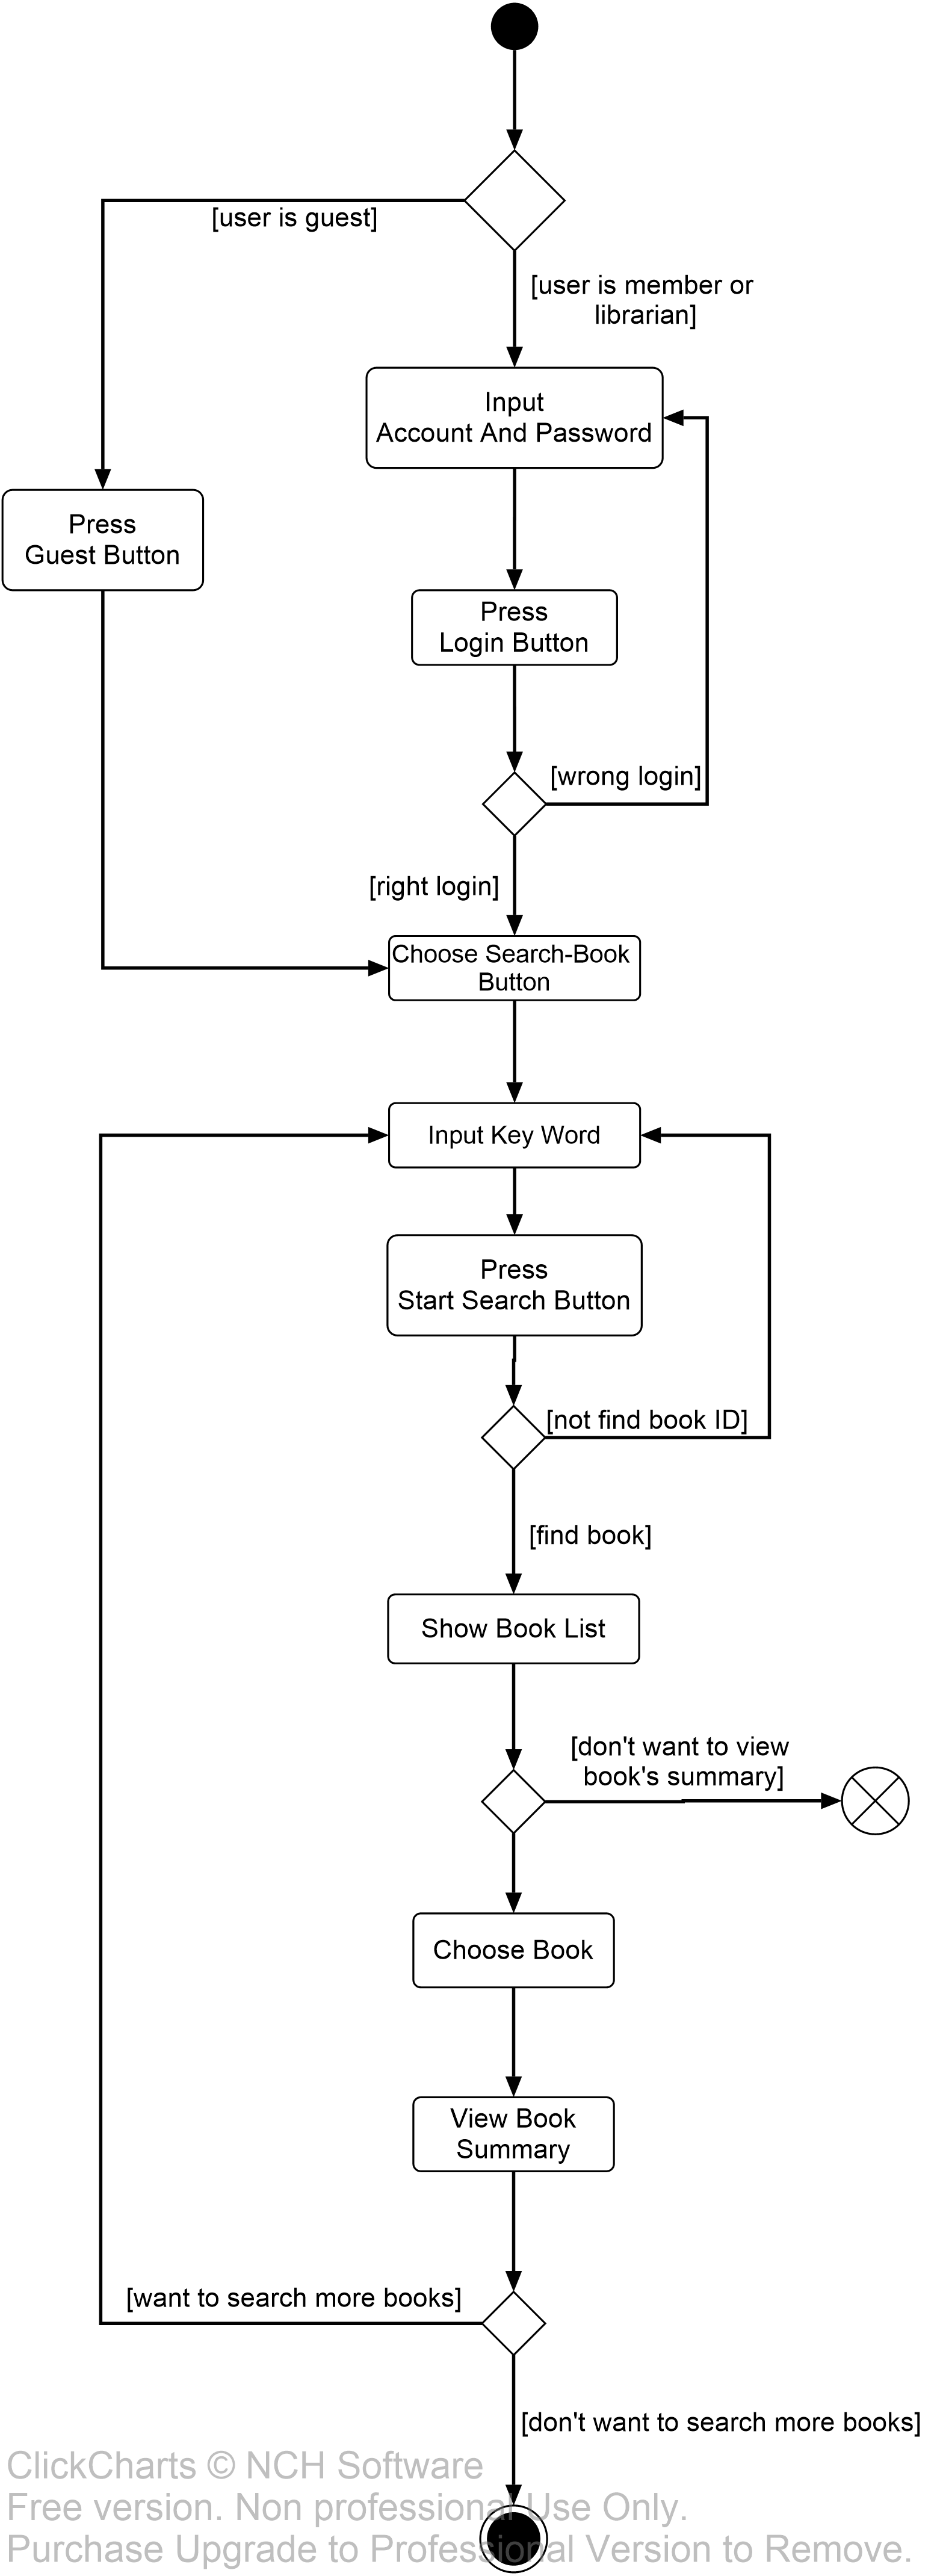 [user is guest]
[user is member or
librarian]
Input
Account And Password
Press
Guest Button
Press
Login Button
[wrong login]
[right login]
Choose Search-Book
Button
Input Key Word
Press
Start Search Button
[not find book ID]
[find book]
Show Book List
[don't want to view
book's summary]
Choose Book
View Book
Summary
[want to search more books]
[don't want to search more books]
ClickCharts © NCH Software
Free version. Non professional Use Only.
Purchase Upgrade to Professional Version to Remove.